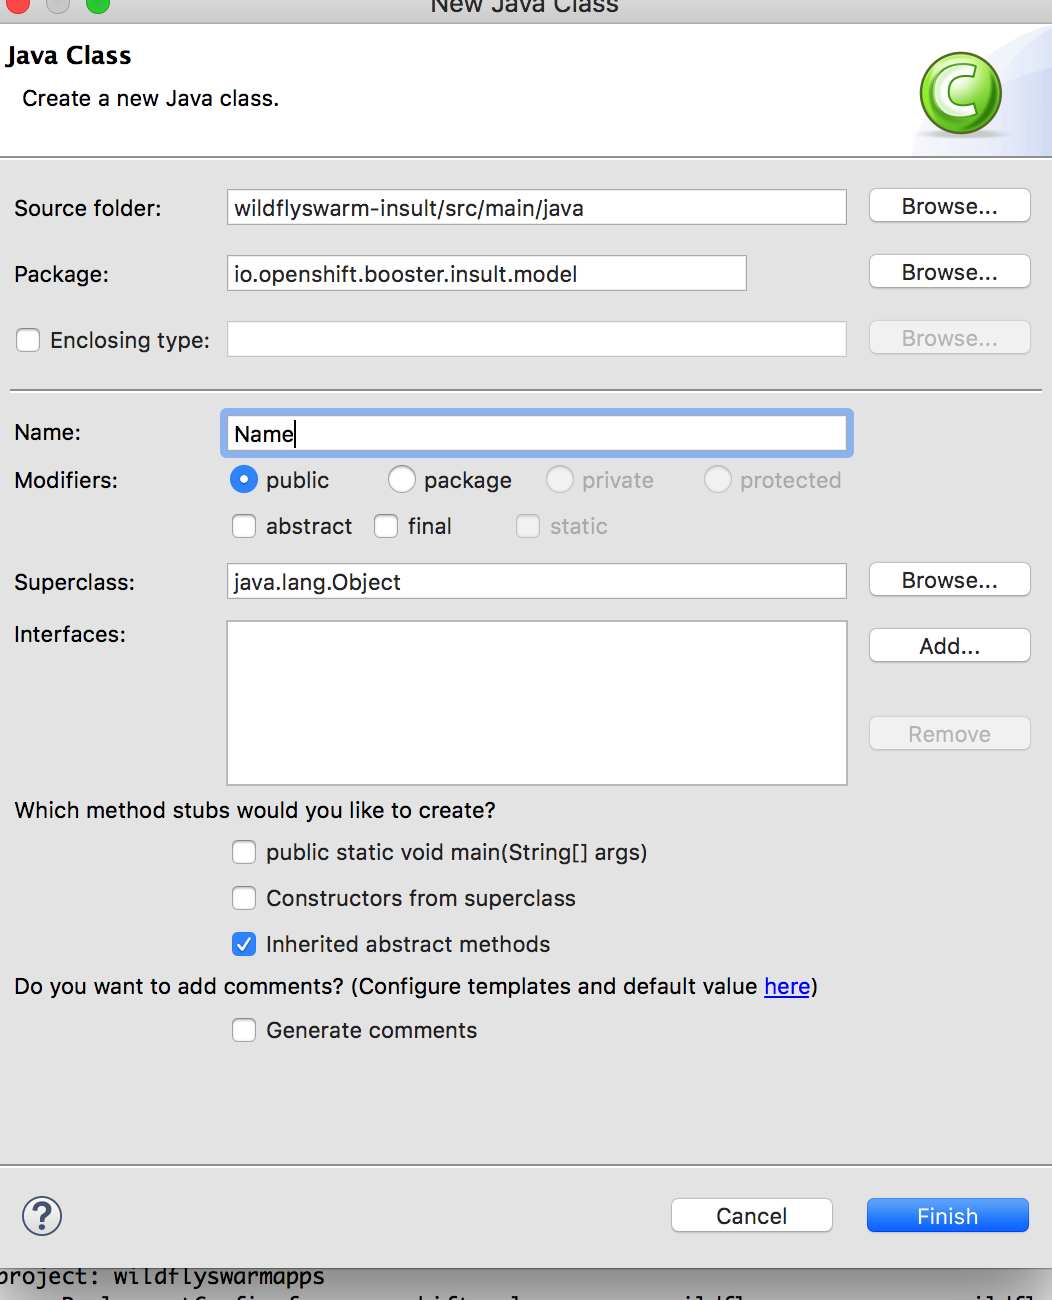 New Java Class
Java Class
Create a new Java class.
Source folder: wildflyswarm-insult/src/main/java Browse...
Package: io.openshift.booster.insult.model Browse...
Enclosing type: Browse...
Name: Name
Modifiers: public package private protected
abstract final static
Superclass: java.lang.Object Browse...
Interfaces: Add...
Remove
Which method stubs would you like to create?
public static void main(String[] args)
Constructors from superclass
Inherited abstract methods
Do you want to add comments? (Configure templates and default value here)
Generate comments
? Cancel Finish
project: wildflyswarmapps